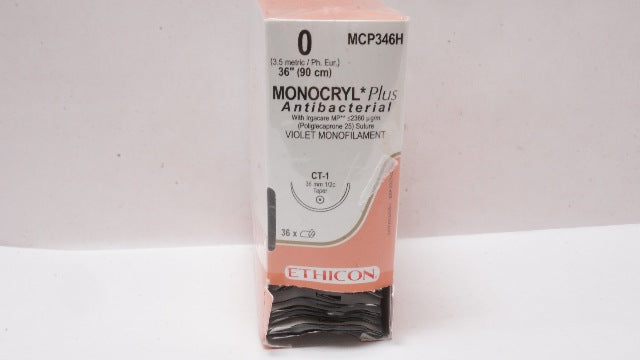 0
MCP346H
(3.5 metric / Ph. Eur.)
36" (90 cm)
MONOCRYL* Plus
Antibacterial
With Irgacare MP** ≤2360 µg/m
(Poliglecaprone 25) Suture
VIOLET MONOFILAMENT
CT-1
36 mm 1/2c
Taper
36 x
ETHICON